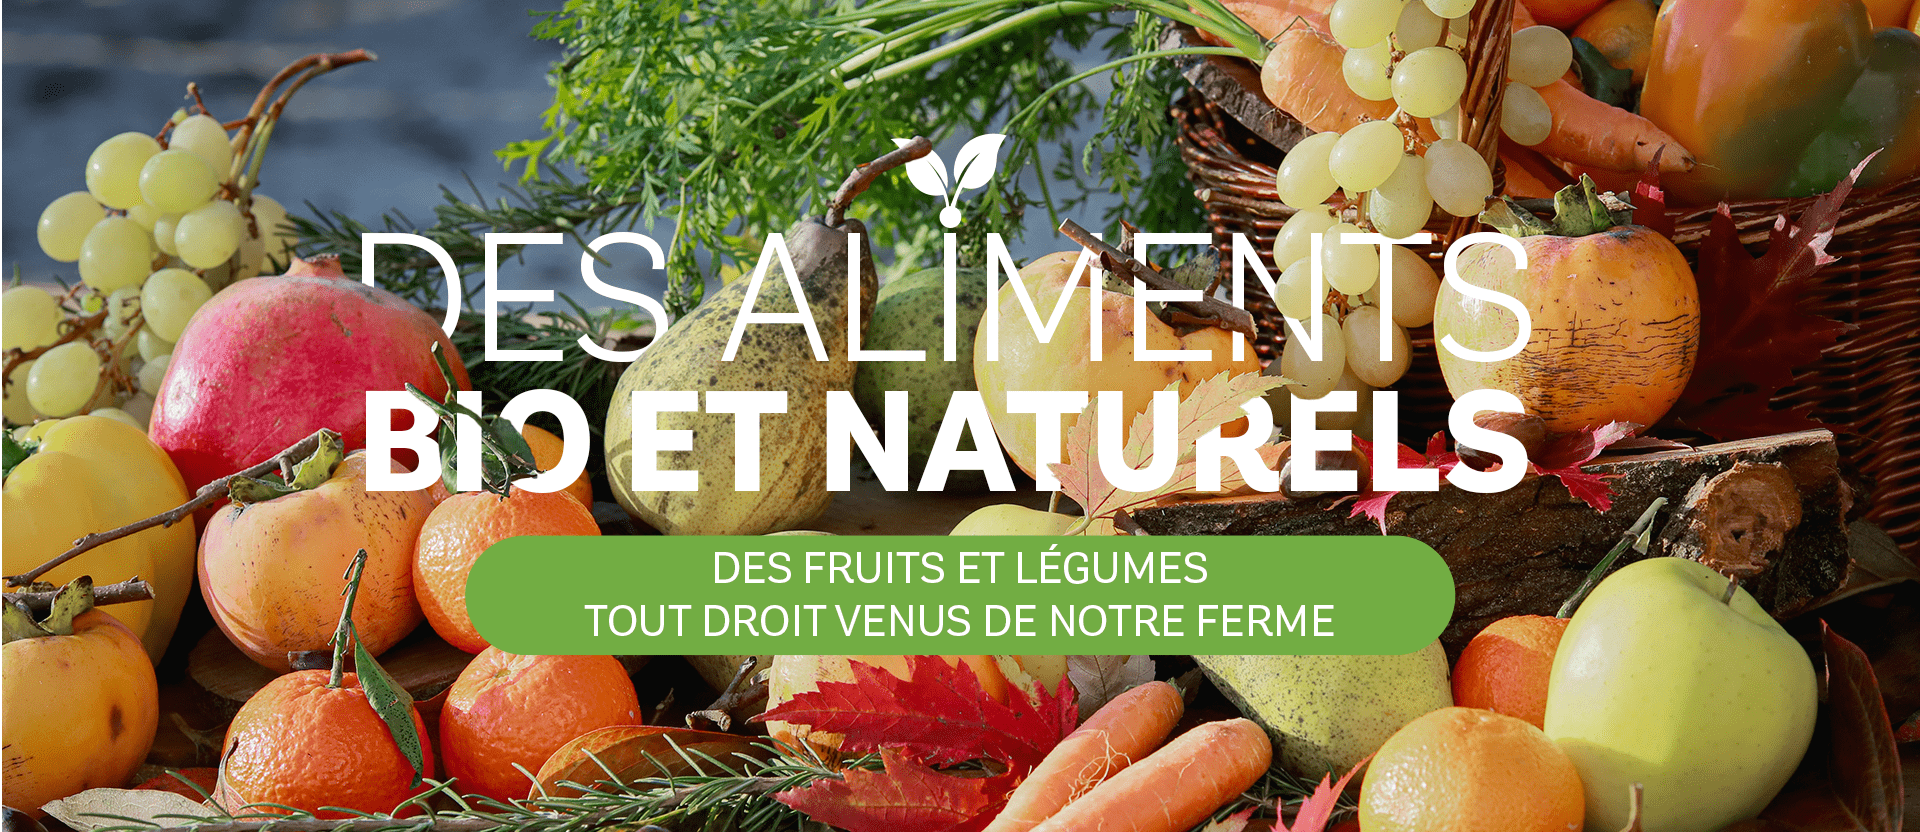 DES ALIMENTS
BIO ET NATURELS
DES FRUITS ET LÉGUMES
TOUT DROIT VENUS DE NOTRE FERME